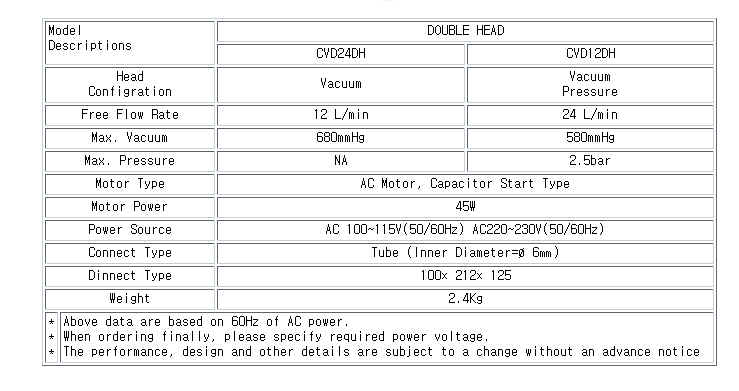 Model
Descriptions
DOUBLE HEAD
CVD24DH CVD12DH
Head
Configration
Vacuum
Vacuum
Pressure
Free Flow Rate 12 L/min 24 L/min
Max. Vacuum 680mmHg 580mmHg
Max. Pressure NA 2.5bar
Motor Type AC Motor, Capacitor Start Type
Motor Power 45W
Power Source AC 100~115V(50/60Hz) AC220~230V(50/60Hz)
Connect Type Tube (Inner Diameter=ø 6mm)
Dinnect Type 100x 212x 125
Weight 2.4Kg
* Above data are based on 60Hz of AC power.
* When ordering finally, please specify required power voltage.
* The performance, design and other details are subject to a change without an advance notice